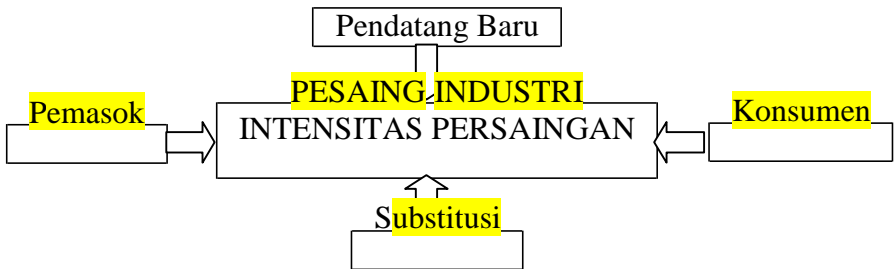 Pendatang Baru
PESAING INDUSTRI
Pemasok
INTENSITAS PERSAINGAN
Konsumen
Substitusi